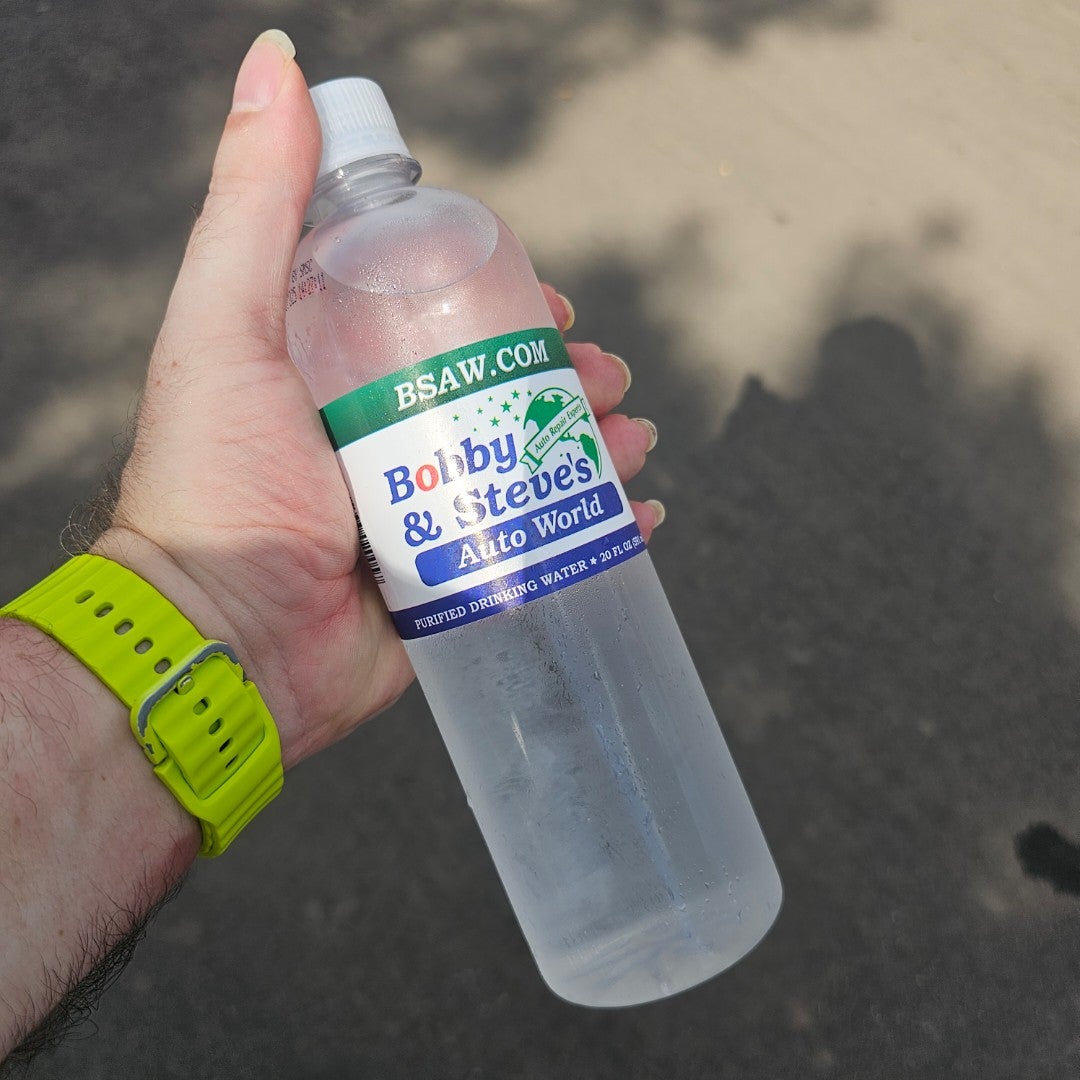 BSAW.COM
Auto Repair Experts
Bobby
& Steve's
Auto World
PURIFIED DRINKING WATER ★ 20 FL OZ